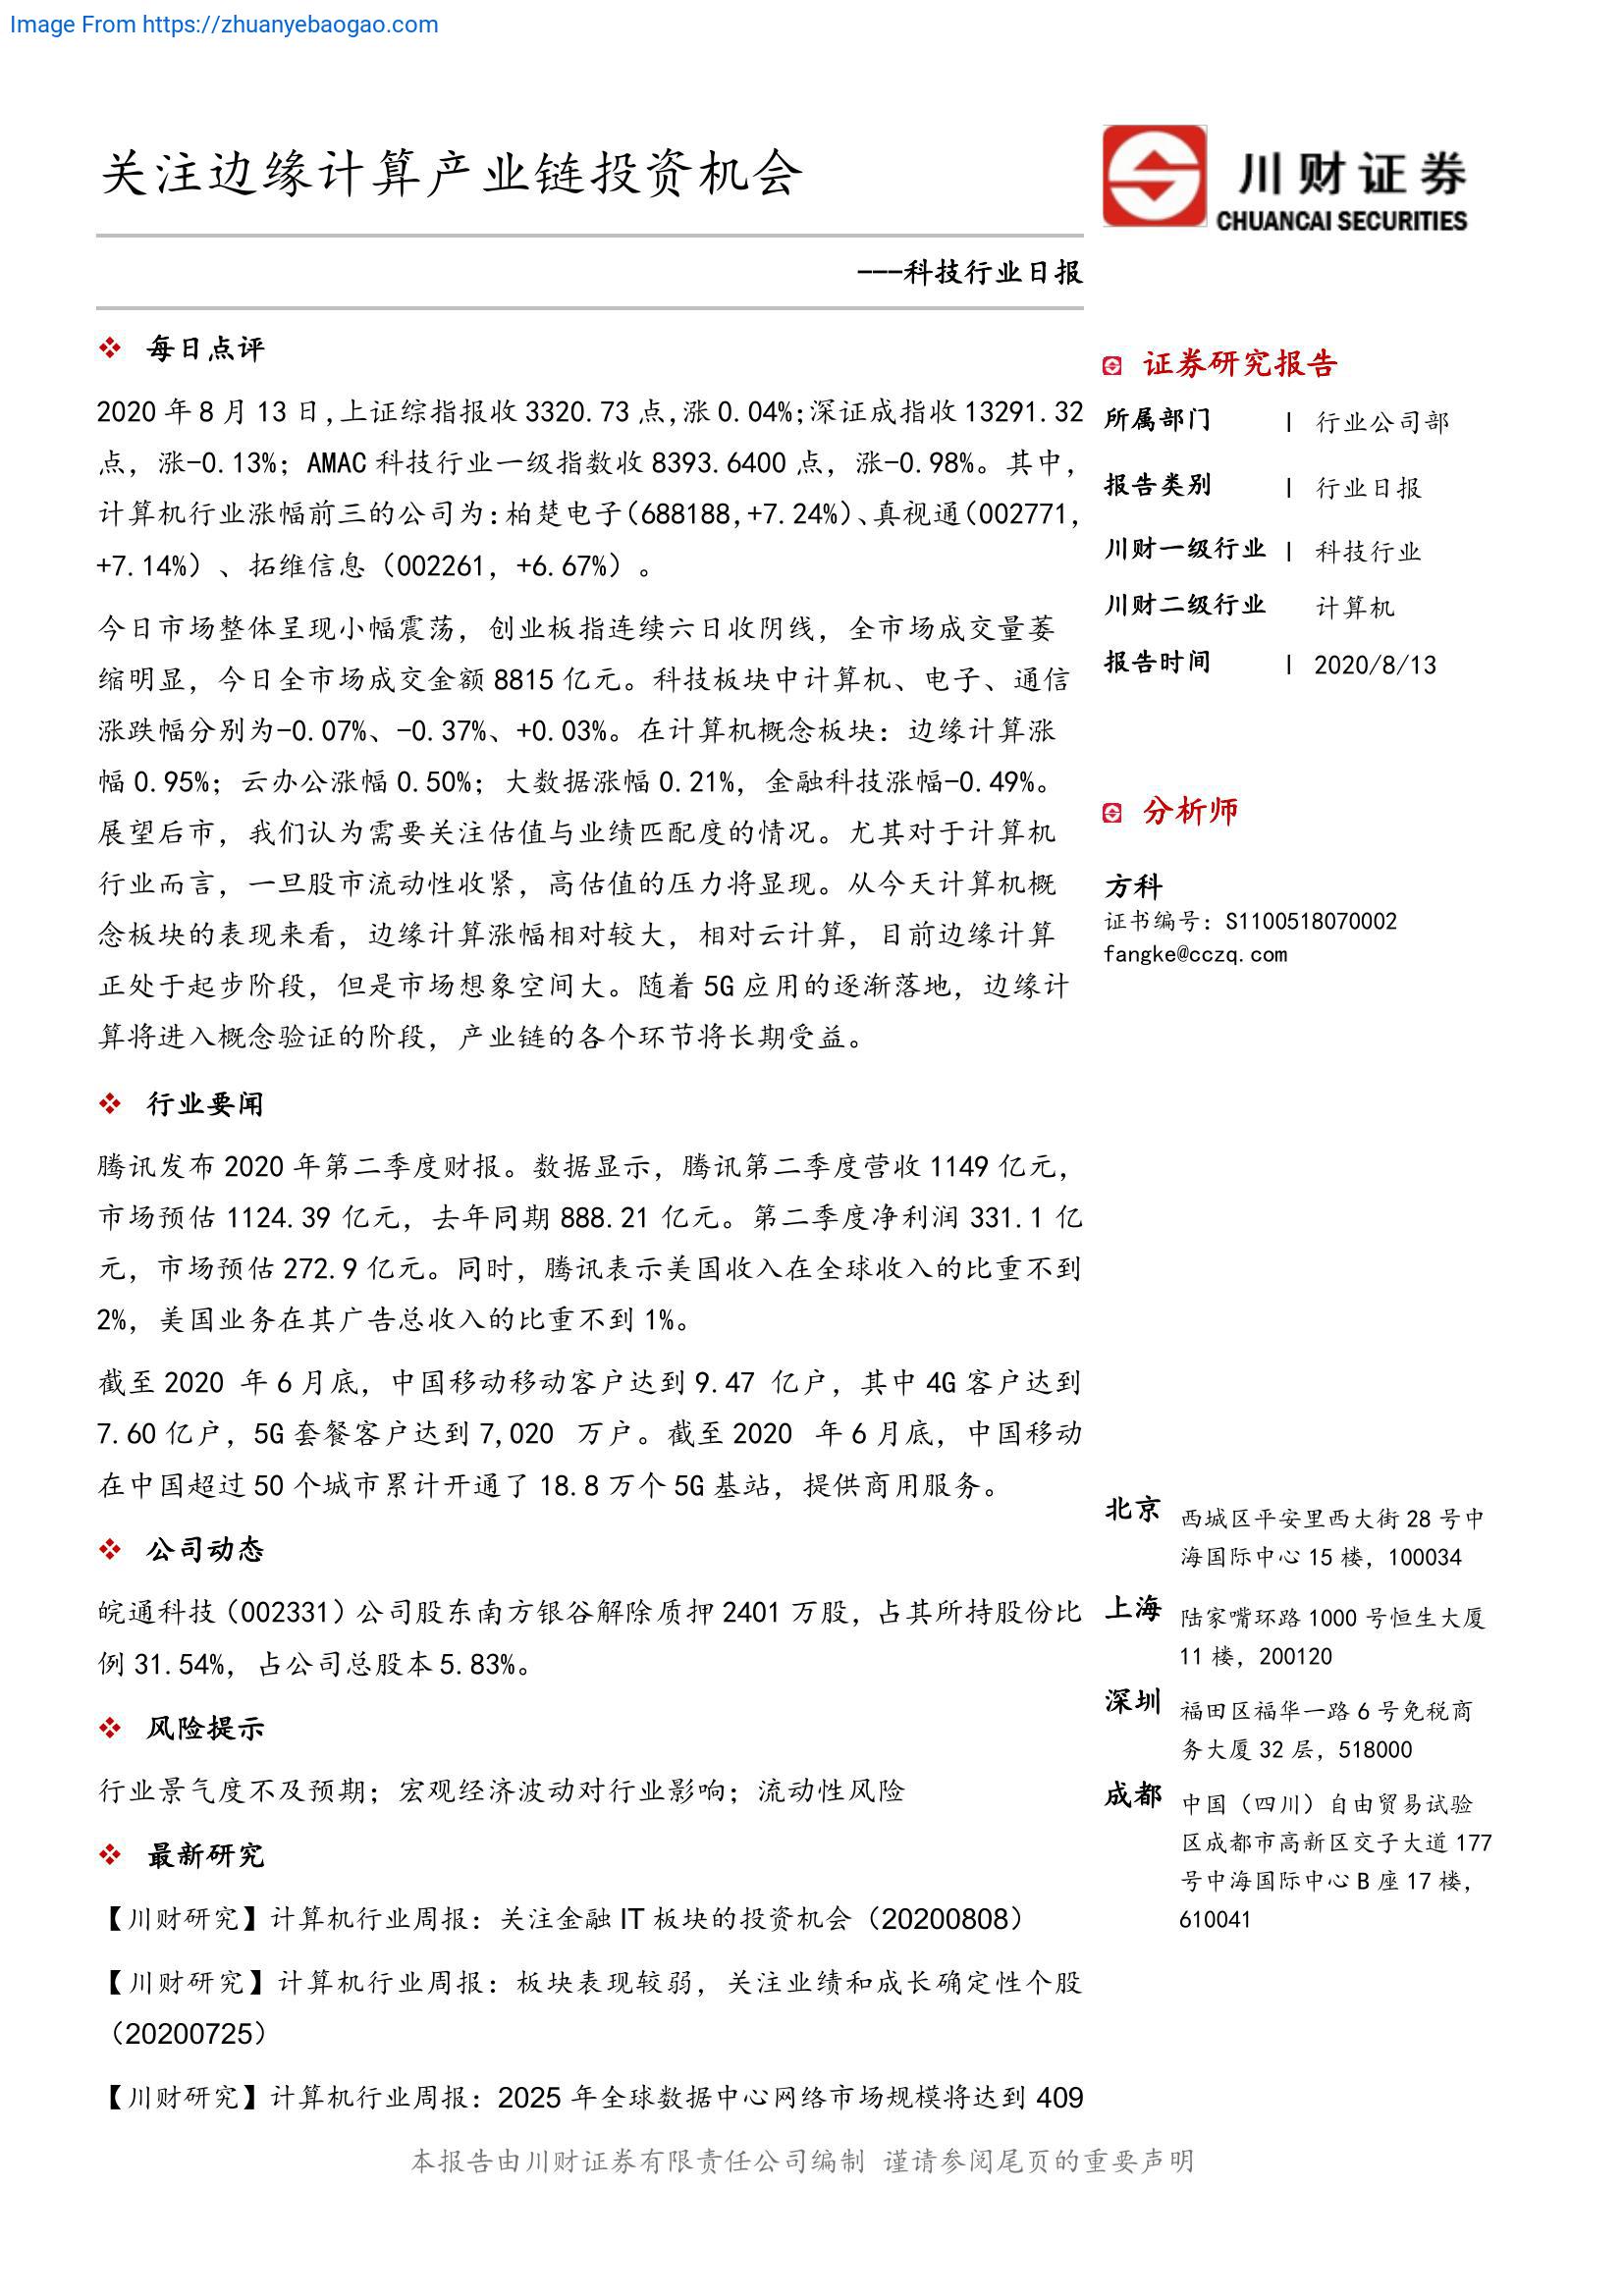 Image From https://zhuanyebaogao.com
关注边缘计算产业链投资机会
川财证券
CHUANCAI SECURITIES
---科技行业日报
❖ 每日点评
2020 年 8 月 13 日,上证综指报收 3320.73 点,涨 0.04%;深证成指收 13291.32
点，涨-0.13%；AMAC 科技行业一级指数收 8393.6400 点，涨-0.98%。其中，
计算机行业涨幅前三的公司为:柏楚电子(688188,+7.24%)、真视通(002771,
+7.14%）、拓维信息（002261，+6.67%）。
今日市场整体呈现小幅震荡，创业板指连续六日收阴线，全市场成交量萎
缩明显，今日全市场成交金额 8815 亿元。科技板块中计算机、电子、通信
涨跌幅分别为-0.07%、-0.37%、+0.03%。在计算机概念板块：边缘计算涨
幅 0.95%；云办公涨幅 0.50%；大数据涨幅 0.21%，金融科技涨幅-0.49%。
展望后市，我们认为需要关注估值与业绩匹配度的情况。尤其对于计算机
行业而言，一旦股市流动性收紧，高估值的压力将显现。从今天计算机概
念板块的表现来看，边缘计算涨幅相对较大，相对云计算，目前边缘计算
正处于起步阶段，但是市场想象空间大。随着 5G 应用的逐渐落地，边缘计
算将进入概念验证的阶段，产业链的各个环节将长期受益。
❖ 行业要闻
腾讯发布 2020 年第二季度财报。数据显示，腾讯第二季度营收 1149 亿元，
市场预估 1124.39 亿元，去年同期 888.21 亿元。第二季度净利润 331.1 亿
元，市场预估 272.9 亿元。同时，腾讯表示美国收入在全球收入的比重不到
2%，美国业务在其广告总收入的比重不到 1%。
截至 2020 年 6 月底，中国移动移动客户达到 9.47 亿户，其中 4G 客户达到
7.60 亿户，5G 套餐客户达到 7,020 万户。截至 2020 年 6 月底，中国移动
在中国超过 50 个城市累计开通了 18.8 万个 5G 基站，提供商用服务。
❖ 公司动态
皖通科技（002331）公司股东南方银谷解除质押 2401 万股，占其所持股份比
例 31.54%，占公司总股本 5.83%。
❖ 风险提示
行业景气度不及预期；宏观经济波动对行业影响；流动性风险
❖ 最新研究
【川财研究】计算机行业周报：关注金融 IT 板块的投资机会（20200808）
【川财研究】计算机行业周报：板块表现较弱，关注业绩和成长确定性个股
（20200725）
【川财研究】计算机行业周报：2025 年全球数据中心网络市场规模将达到 409
证券研究报告
所属部门 | 行业公司部
报告类别 | 行业日报
川财一级行业 | 科技行业
川财二级行业 计算机
报告时间 | 2020/8/13
分析师
方科
证书编号：S1100518070002
fangke@cczq.com
北京 西城区平安里西大街 28 号中
海国际中心 15 楼，100034
上海 陆家嘴环路 1000 号恒生大厦
11 楼，200120
深圳 福田区福华一路 6 号免税商
务大厦 32 层，518000
成都 中国（四川）自由贸易试验
区成都市高新区交子大道 177
号中海国际中心 B 座 17 楼，
610041
本报告由川财证券有限责任公司编制 谨请参阅尾页的重要声明